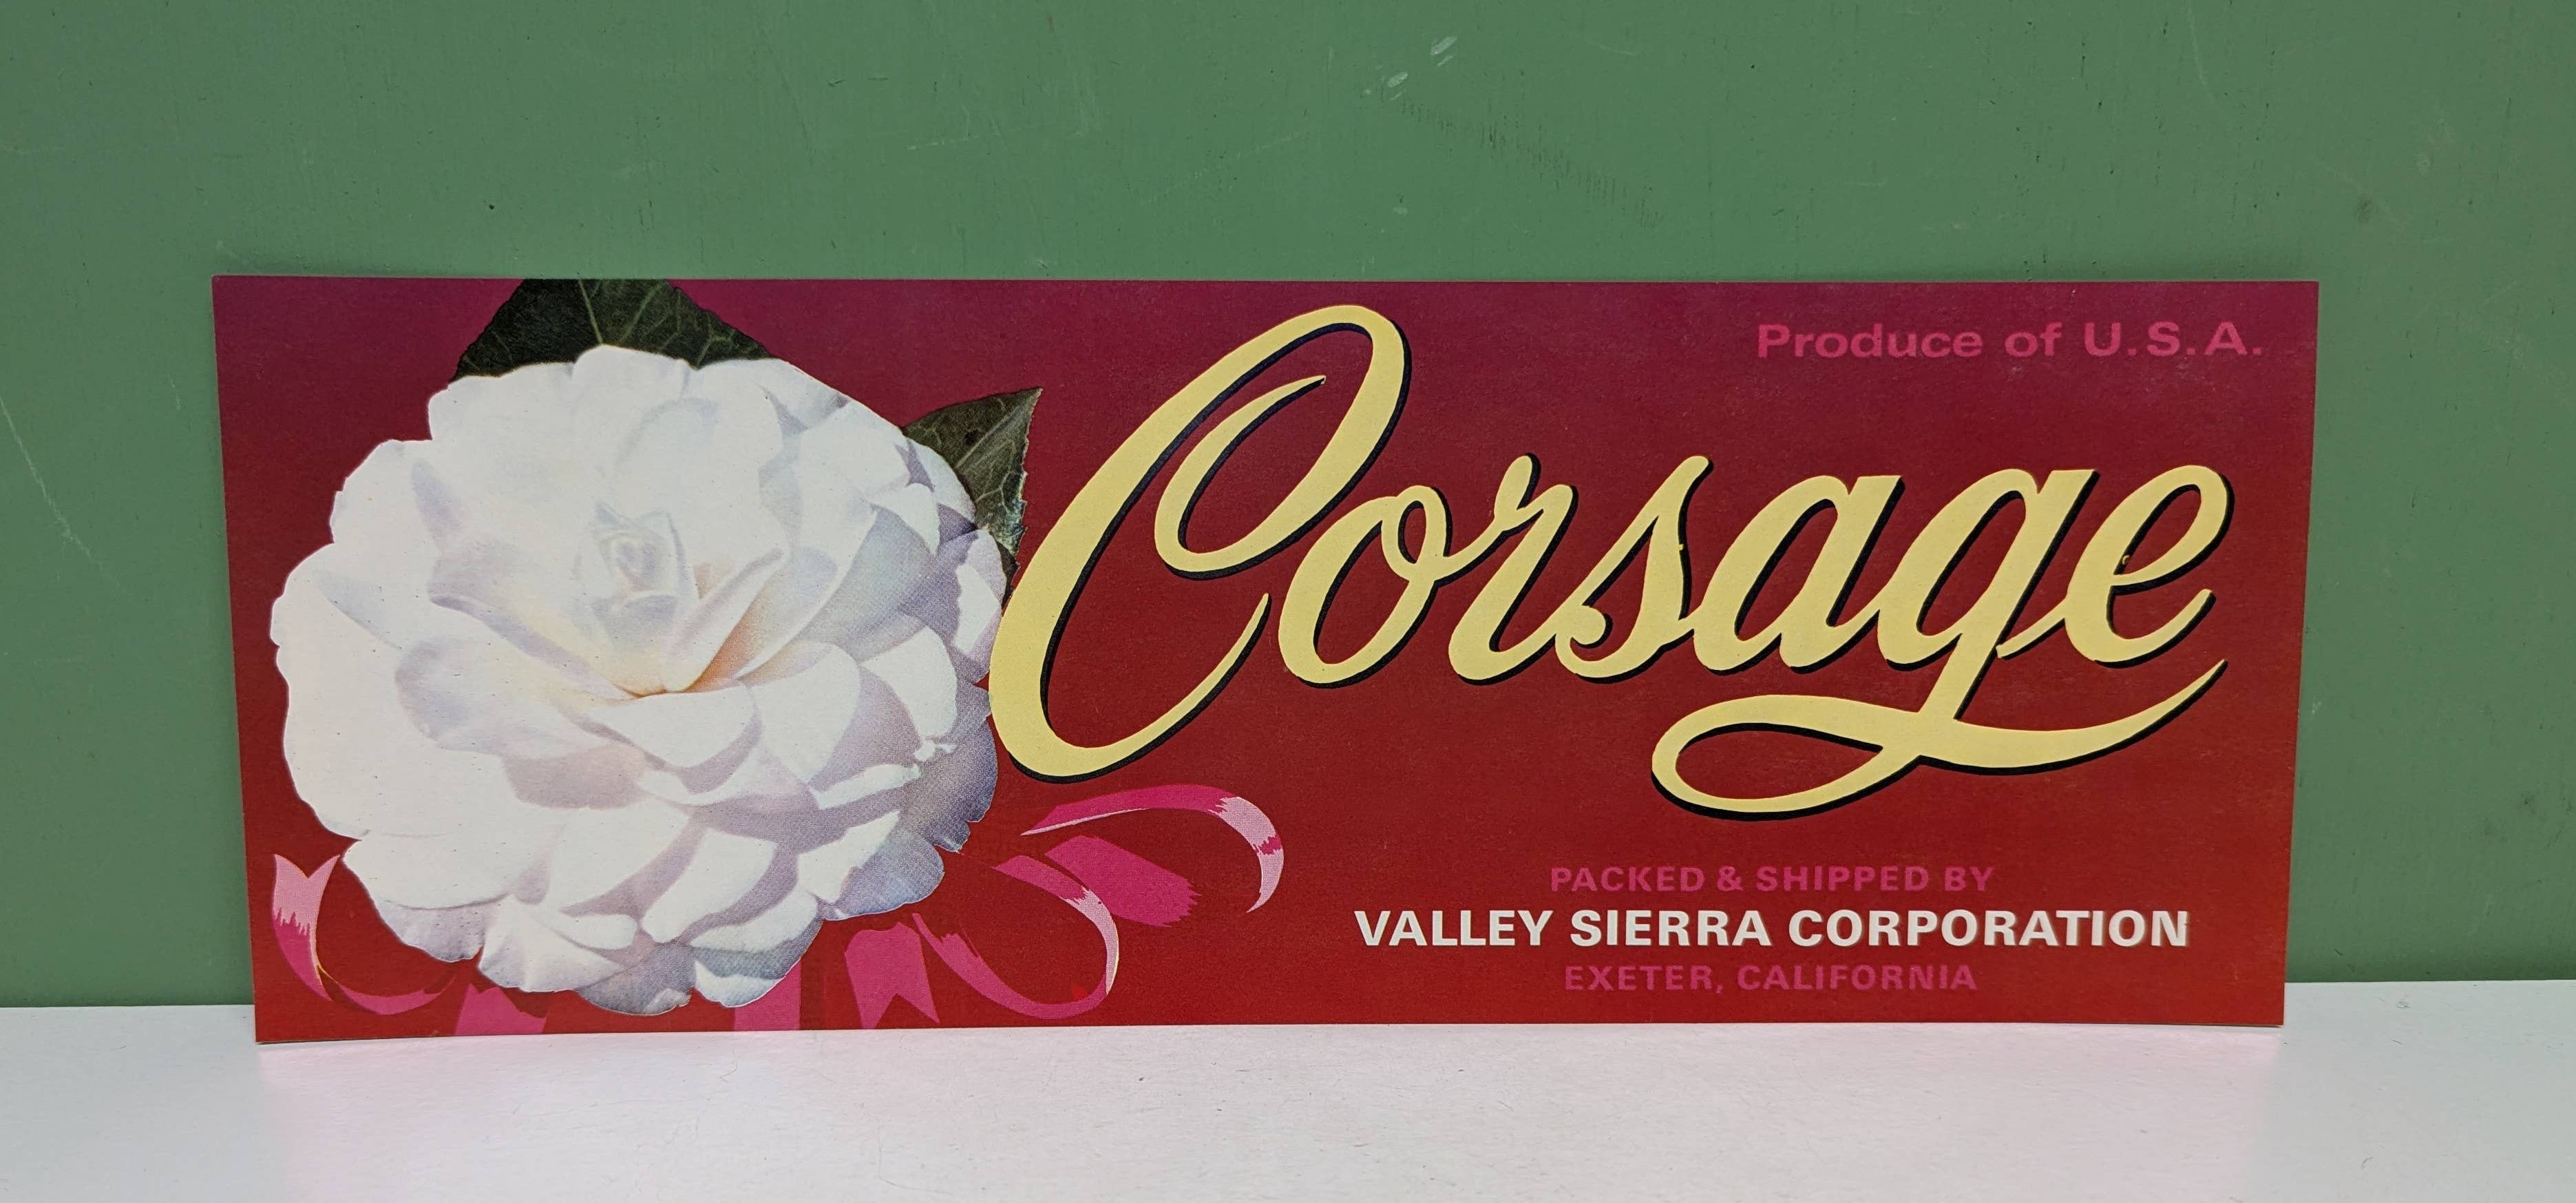 Produce of U.S.A.
Corsage
PACKED & SHIPPED BY
VALLEY SIERRA CORPORATION
EXETER, CALIFORNIA